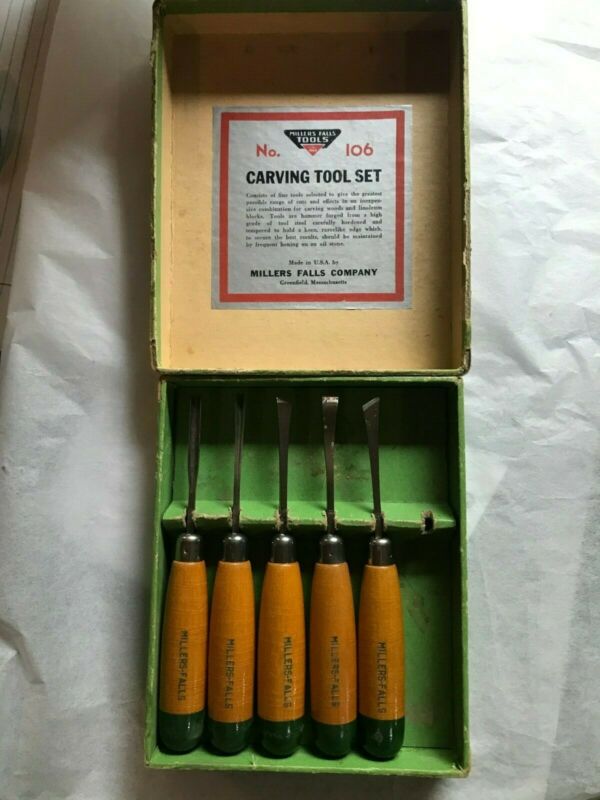 MILLERS FALLS
TOOLS
No. 106
CARVING TOOL SET
Consists of fine tools selected to give the greatest
possible range of cuts and effects in an inexpen-
sive combination for carving woods and linoleum
blocks. Tools are hammer forged from a high
grade of tool steel carefully hardened and
tempered to hold a keen, razorlike edge which,
to secure the best results, should be maintained
by frequent honing on an oil stone.
Made in U.S.A. by
MILLERS FALLS COMPANY
Greenfield, Massachusetts
MILLERS-FALLS
MILLERS-FALLS
MILLERS-FALLS
MILLERS-FALLS
MILLERS-FALLS